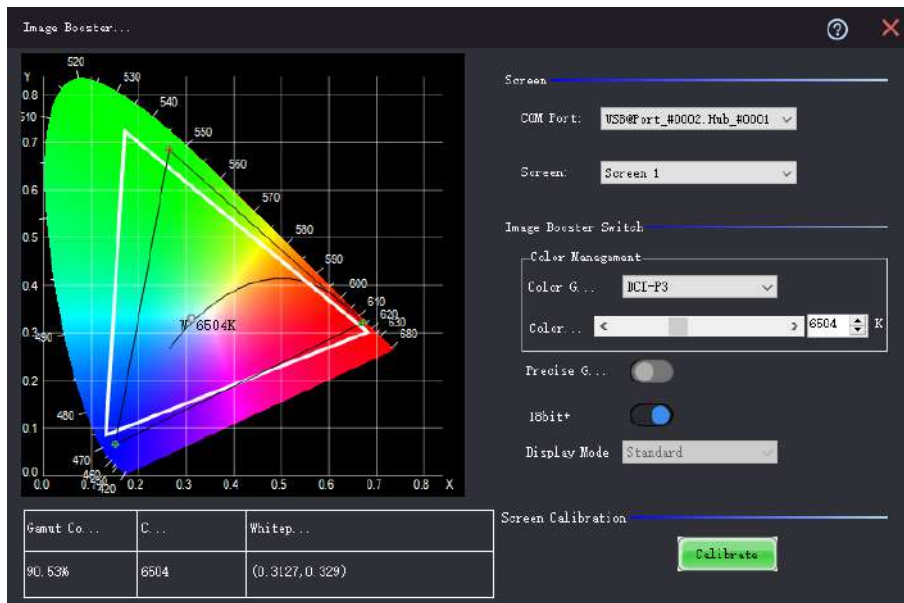 Image Booster...
520
Y
530
0.8
540
510
550
0.7
560
0.6
570
0.5
580
590
0.4
600
610
620
630
W 6504K
0.3
490
680
0.2
480
0.1
470
460
420
0.0
0.0 0.1 0.2 0.3 0.4 0.5 0.6 0.7 0.8 X
Gamut Co... C... Whitep...
90.53% 6504 (0.3127,0.329)
Screen
COM Port: USB@Port_#0002.Hub_#0001
Screen: Screen 1
Image Booster Switch
Color Management
Color G... DCI-P3
Color... < > 6504 K
Precise G...
18bit+
Display Mode Standard
Screen Calibration
Calibrate